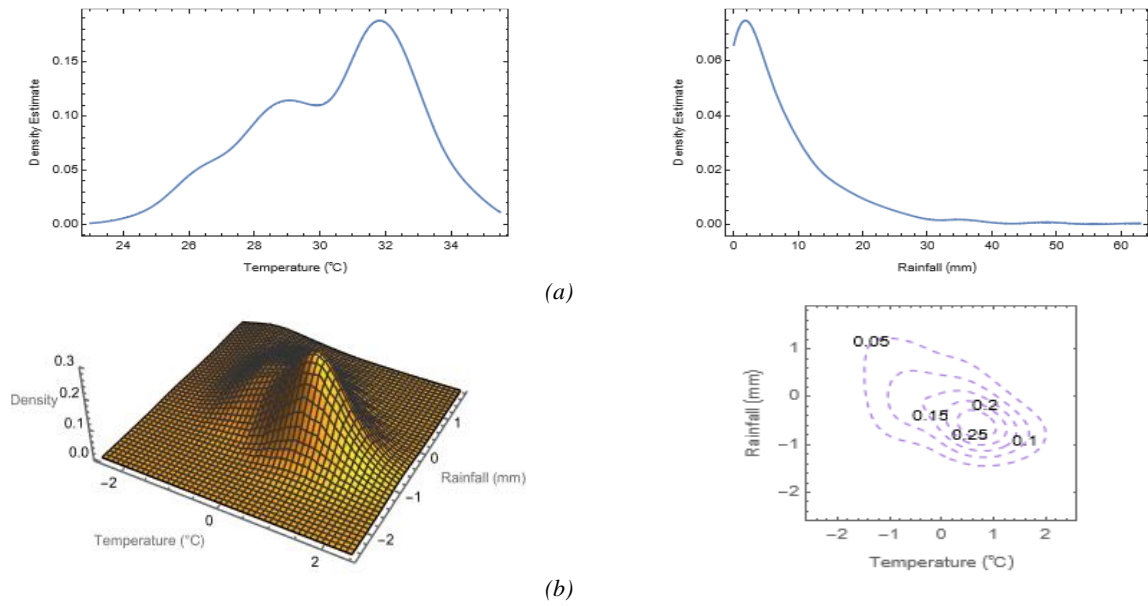 Density Estimate
0.15
0.10
0.05
0.00
24 26 28 30 32 34
Temperature (°C)
Density Estimate
0.06
0.04
0.02
0.00
0 10 20 30 40 50 60
Rainfall (mm)
(a)
0.3
0.2
0.1
0.0
Density
-2 0 2
Temperature (°C)
1
0
-1
-2
Rainfall (mm)
Rainfall (mm)
1
0
-1
-2
0.05
0.2
0.15
0.25
0.1
-2 -1 0 1 2
Temperature (°C)
(b)